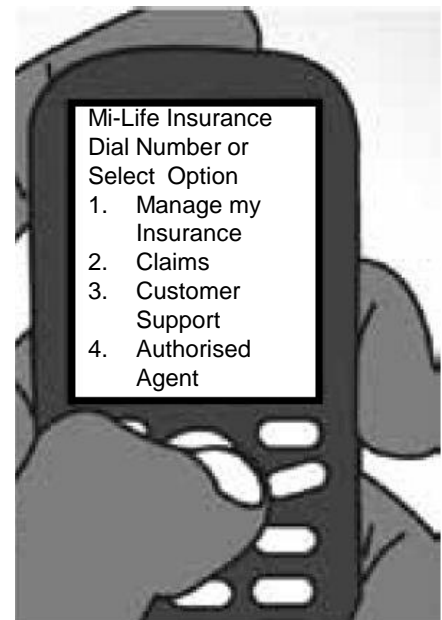 Mi-Life Insurance
Dial Number or
Select Option
1. Manage my
Insurance
2. Claims
3. Customer
Support
4. Authorised
Agent